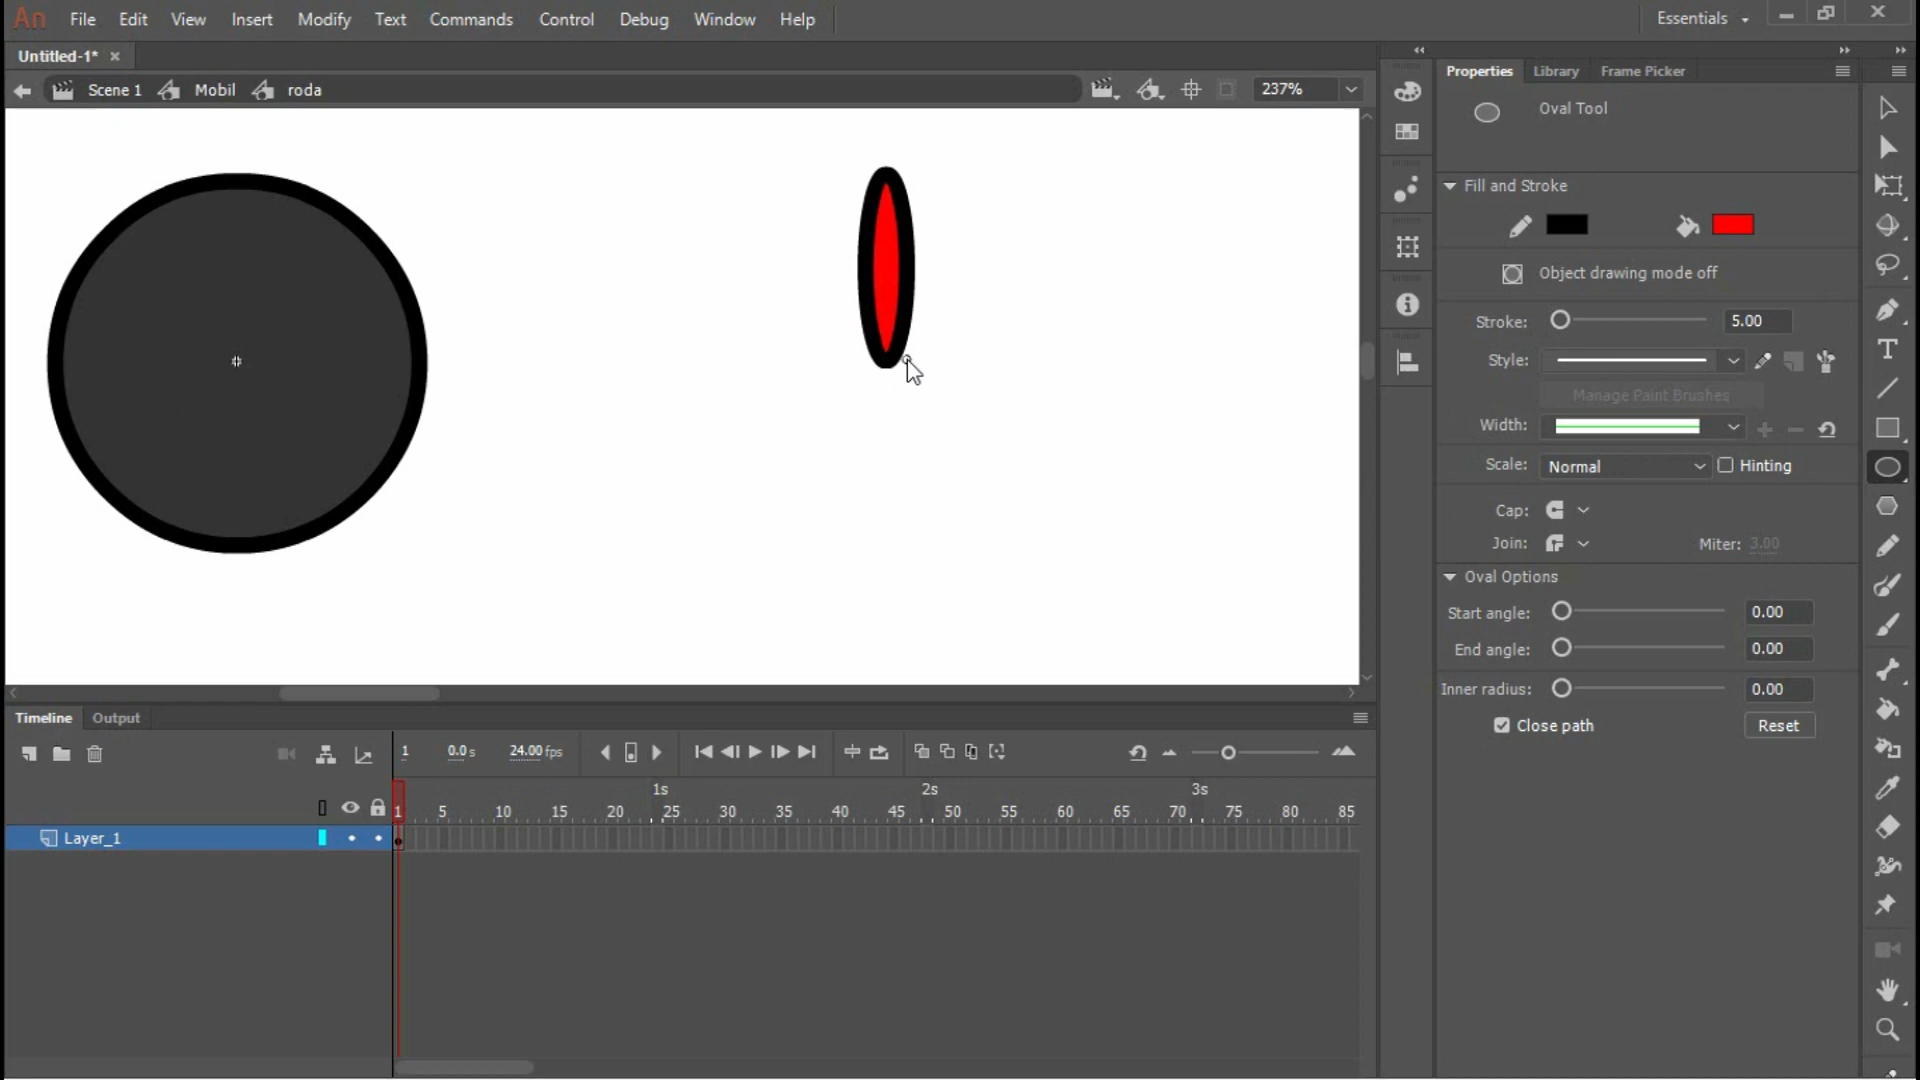 An File Edit View Insert Modify Text Commands Control Debug Window Help Essentials
Untitled-1*
Scene 1 Mobil roda 237%
Properties Library Frame Picker
Oval Tool
Fill and Stroke
Object drawing mode off
Stroke: 5.00
Style:
Manage Paint Brushes
Width:
Scale: Normal Hinting
Cap:
Join: Miter: 3.00
Oval Options
Start angle: 0.00
End angle: 0.00
Inner radius: 0.00
Close path Reset
Timeline Output
1 0.0 s 24.00 fps
1s 2s 3s
1 5 10 15 20 25 30 35 40 45 50 55 60 65 70 75 80 85
Layer_1